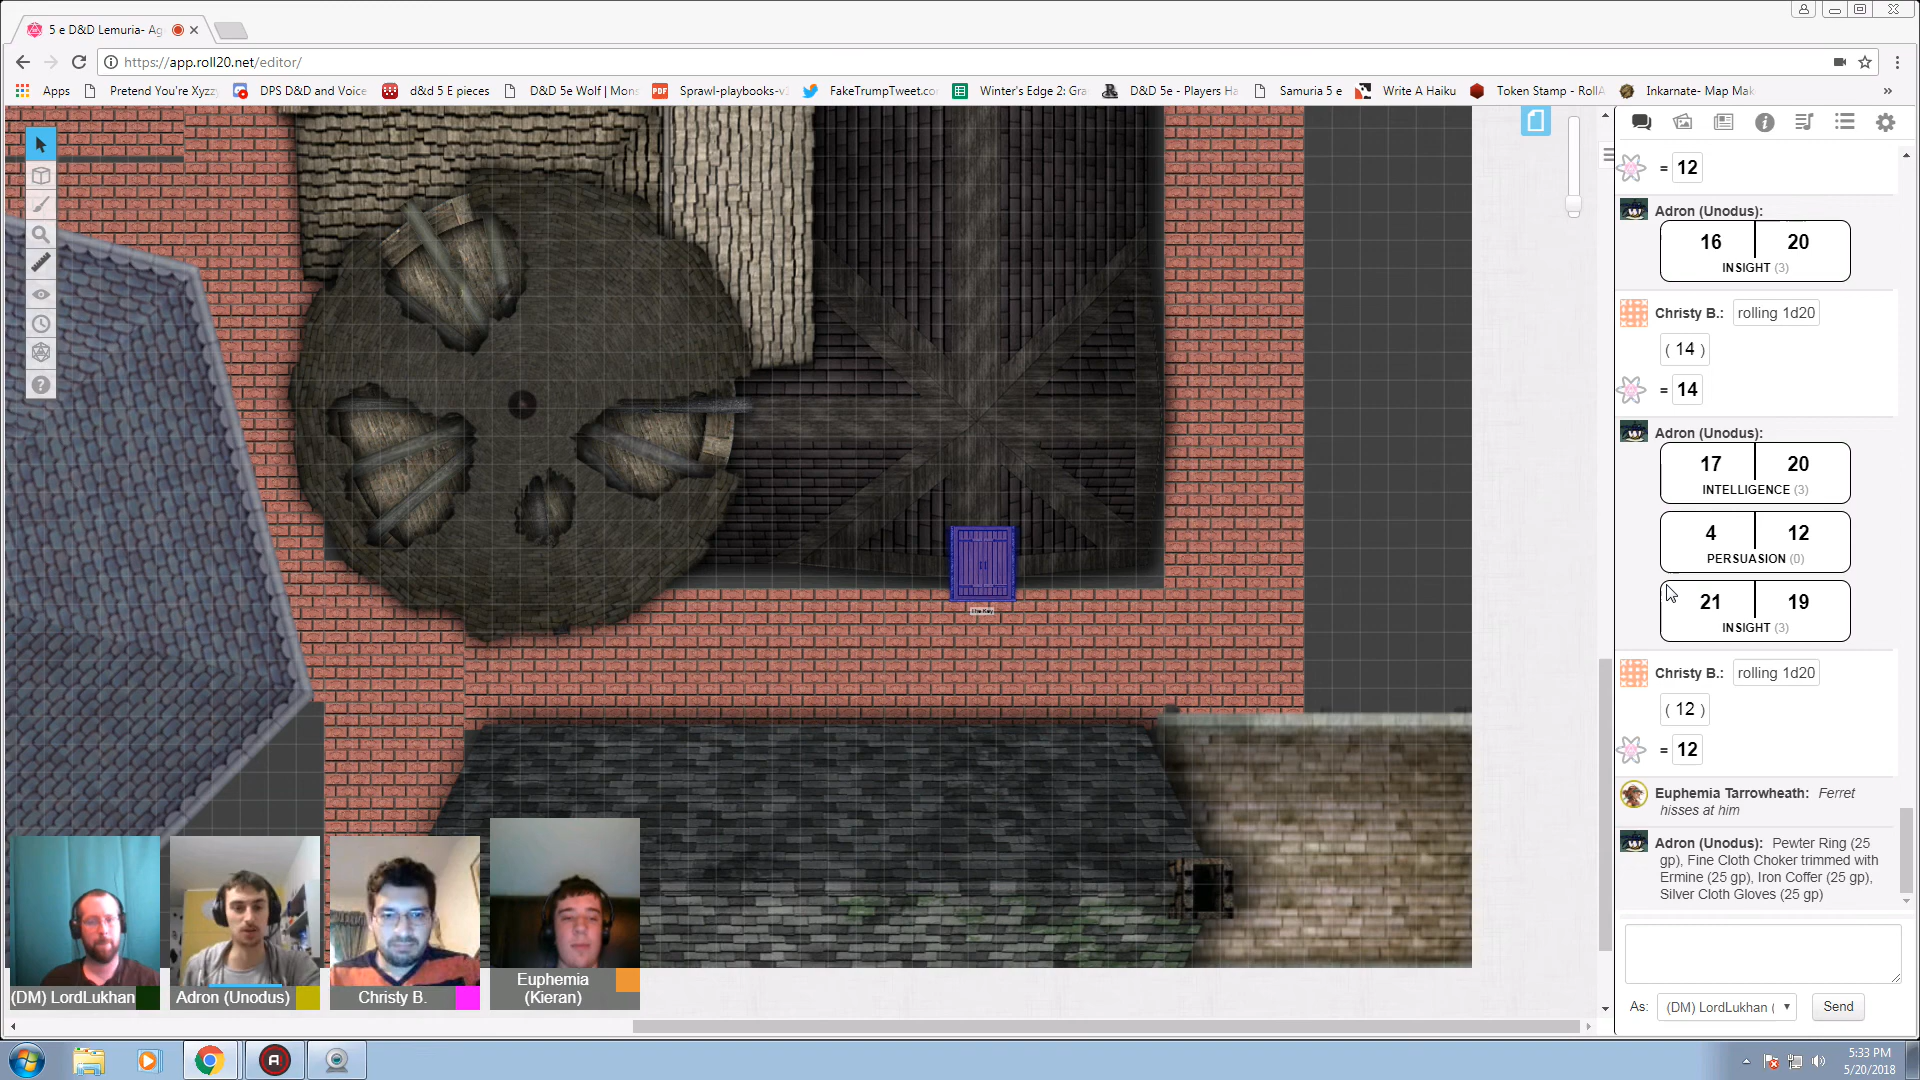 5 e D&D Lemuria- Ag
https://app.roll20.net/editor/
Apps
Pretend You're Xyzz
DPS D&D and Voice
d&d 5 E pieces
D&D 5e Wolf | Mons
PDF
Sprawl-playbooks-v
FakeTrumpTweet.co
Winter's Edge 2: Gra
D&D 5e - Players Ha
Samuria 5 e
Write A Haiku
Token Stamp - RollA
Inkarnate- Map Mak
»
= 12
Adron (Unodus):
16 20
INSIGHT (3)
Christy B.: rolling 1d20
( 14 )
= 14
Adron (Unodus):
17 20
INTELLIGENCE (3)
4 12
PERSUASION (0)
21 19
INSIGHT (3)
Christy B.: rolling 1d20
( 12 )
= 12
Euphemia Tarrowheath: Ferret
hisses at him
Adron (Unodus): Pewter Ring (25
gp), Fine Cloth Choker trimmed with
Ermine (25 gp), Iron Coffer (25 gp),
Silver Cloth Gloves (25 gp)
As: (DM) LordLukhan (
Send
The Key
(DM) LordLukhan
Adron (Unodus)
Christy B.
Euphemia
(Kieran)
5:33 PM
5/20/2018